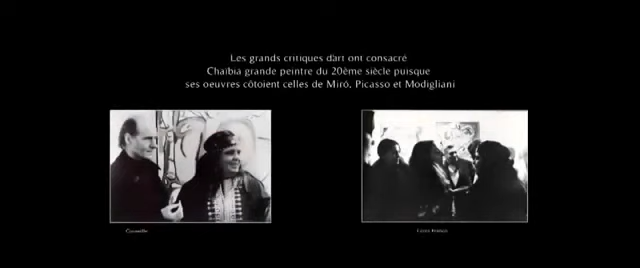 Les grands critiques d'art ont consacré
Chaïbia grande peintre du 20ème siècle puisque
ses oeuvres côtoient celles de Miró, Picasso et Modigliani